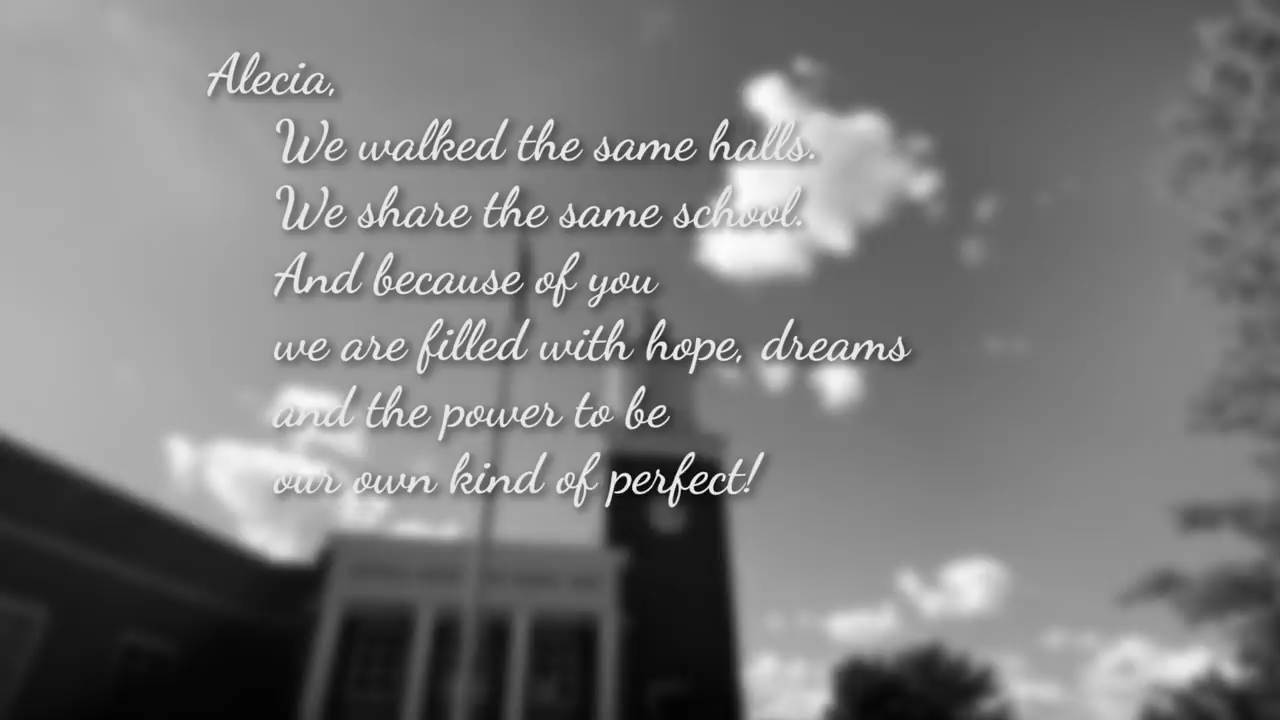 Alecia,
We walked the same halls.
We share the same school.
And because of you
we are filled with hope, dreams
and the power to be
our own kind of perfect!